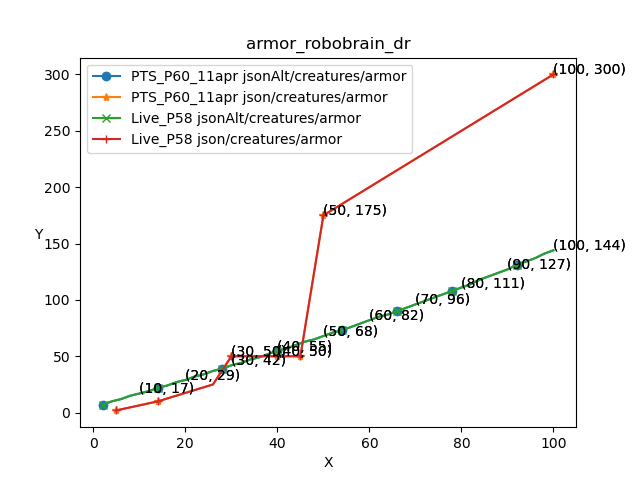 armor_robobrain_dr
PTS_P60_11apr jsonAlt/creatures/armor
PTS_P60_11apr json/creatures/armor
Live_P58 jsonAlt/creatures/armor
Live_P58 json/creatures/armor
(100, 300)
(50, 175)
(100, 144)
(90, 127)
(80, 111)
(70, 96)
(60, 82)
(50, 68)
(40, 55)
(40, 50)
(30, 50)
(30, 42)
(20, 29)
(10, 17)
Y
300
250
200
150
100
50
0
0 20 40 60 80 100
X